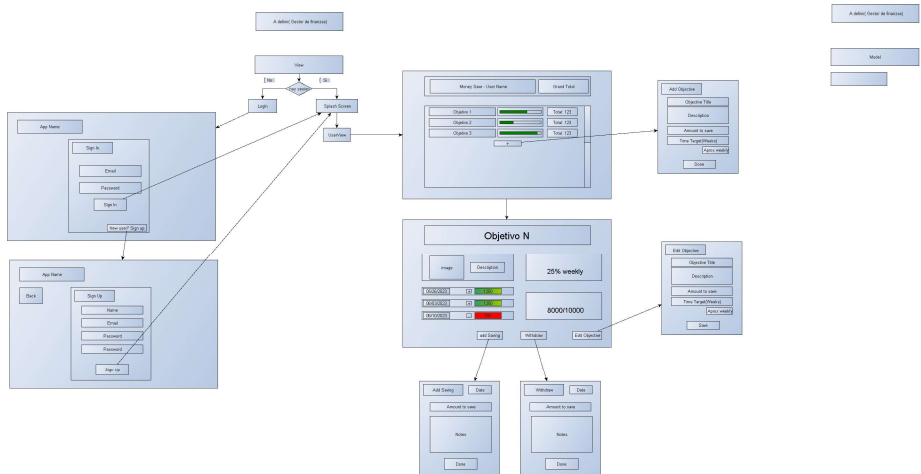 A definir( Gestor de finanzas)
A definir( Gestor de finanzas)
View
Model
[ No]
[ Si]
hay sesion
Login
Splash Screen
UserView
App Name
Sign In
Email
Password
Sign In
New user? Sign up
App Name
Back
Sign Up
Name
Email
Password
Password
Sign Up
Money Saver - User Name
Grand Total
Objetivo 1
Total: 123
Objetivo 2
Total: 123
Objetivo 3
Total: 123
+
Add Objective
Objective Title
Description
Amount to save
Time Target(Weeks)
Aprox weekly
Done
Objetivo N
Image
Description
25% weekly
8000/10000
add Saving
Withdraw
Edit Objective
Edit Objective
Objective Title
Description
Amount to save
Time Target(Weeks)
Aprox weekly
Save
Add Saving
Date
Amount to save
Notes
Done
Withdraw
Date
Amount to save
Notes
Done